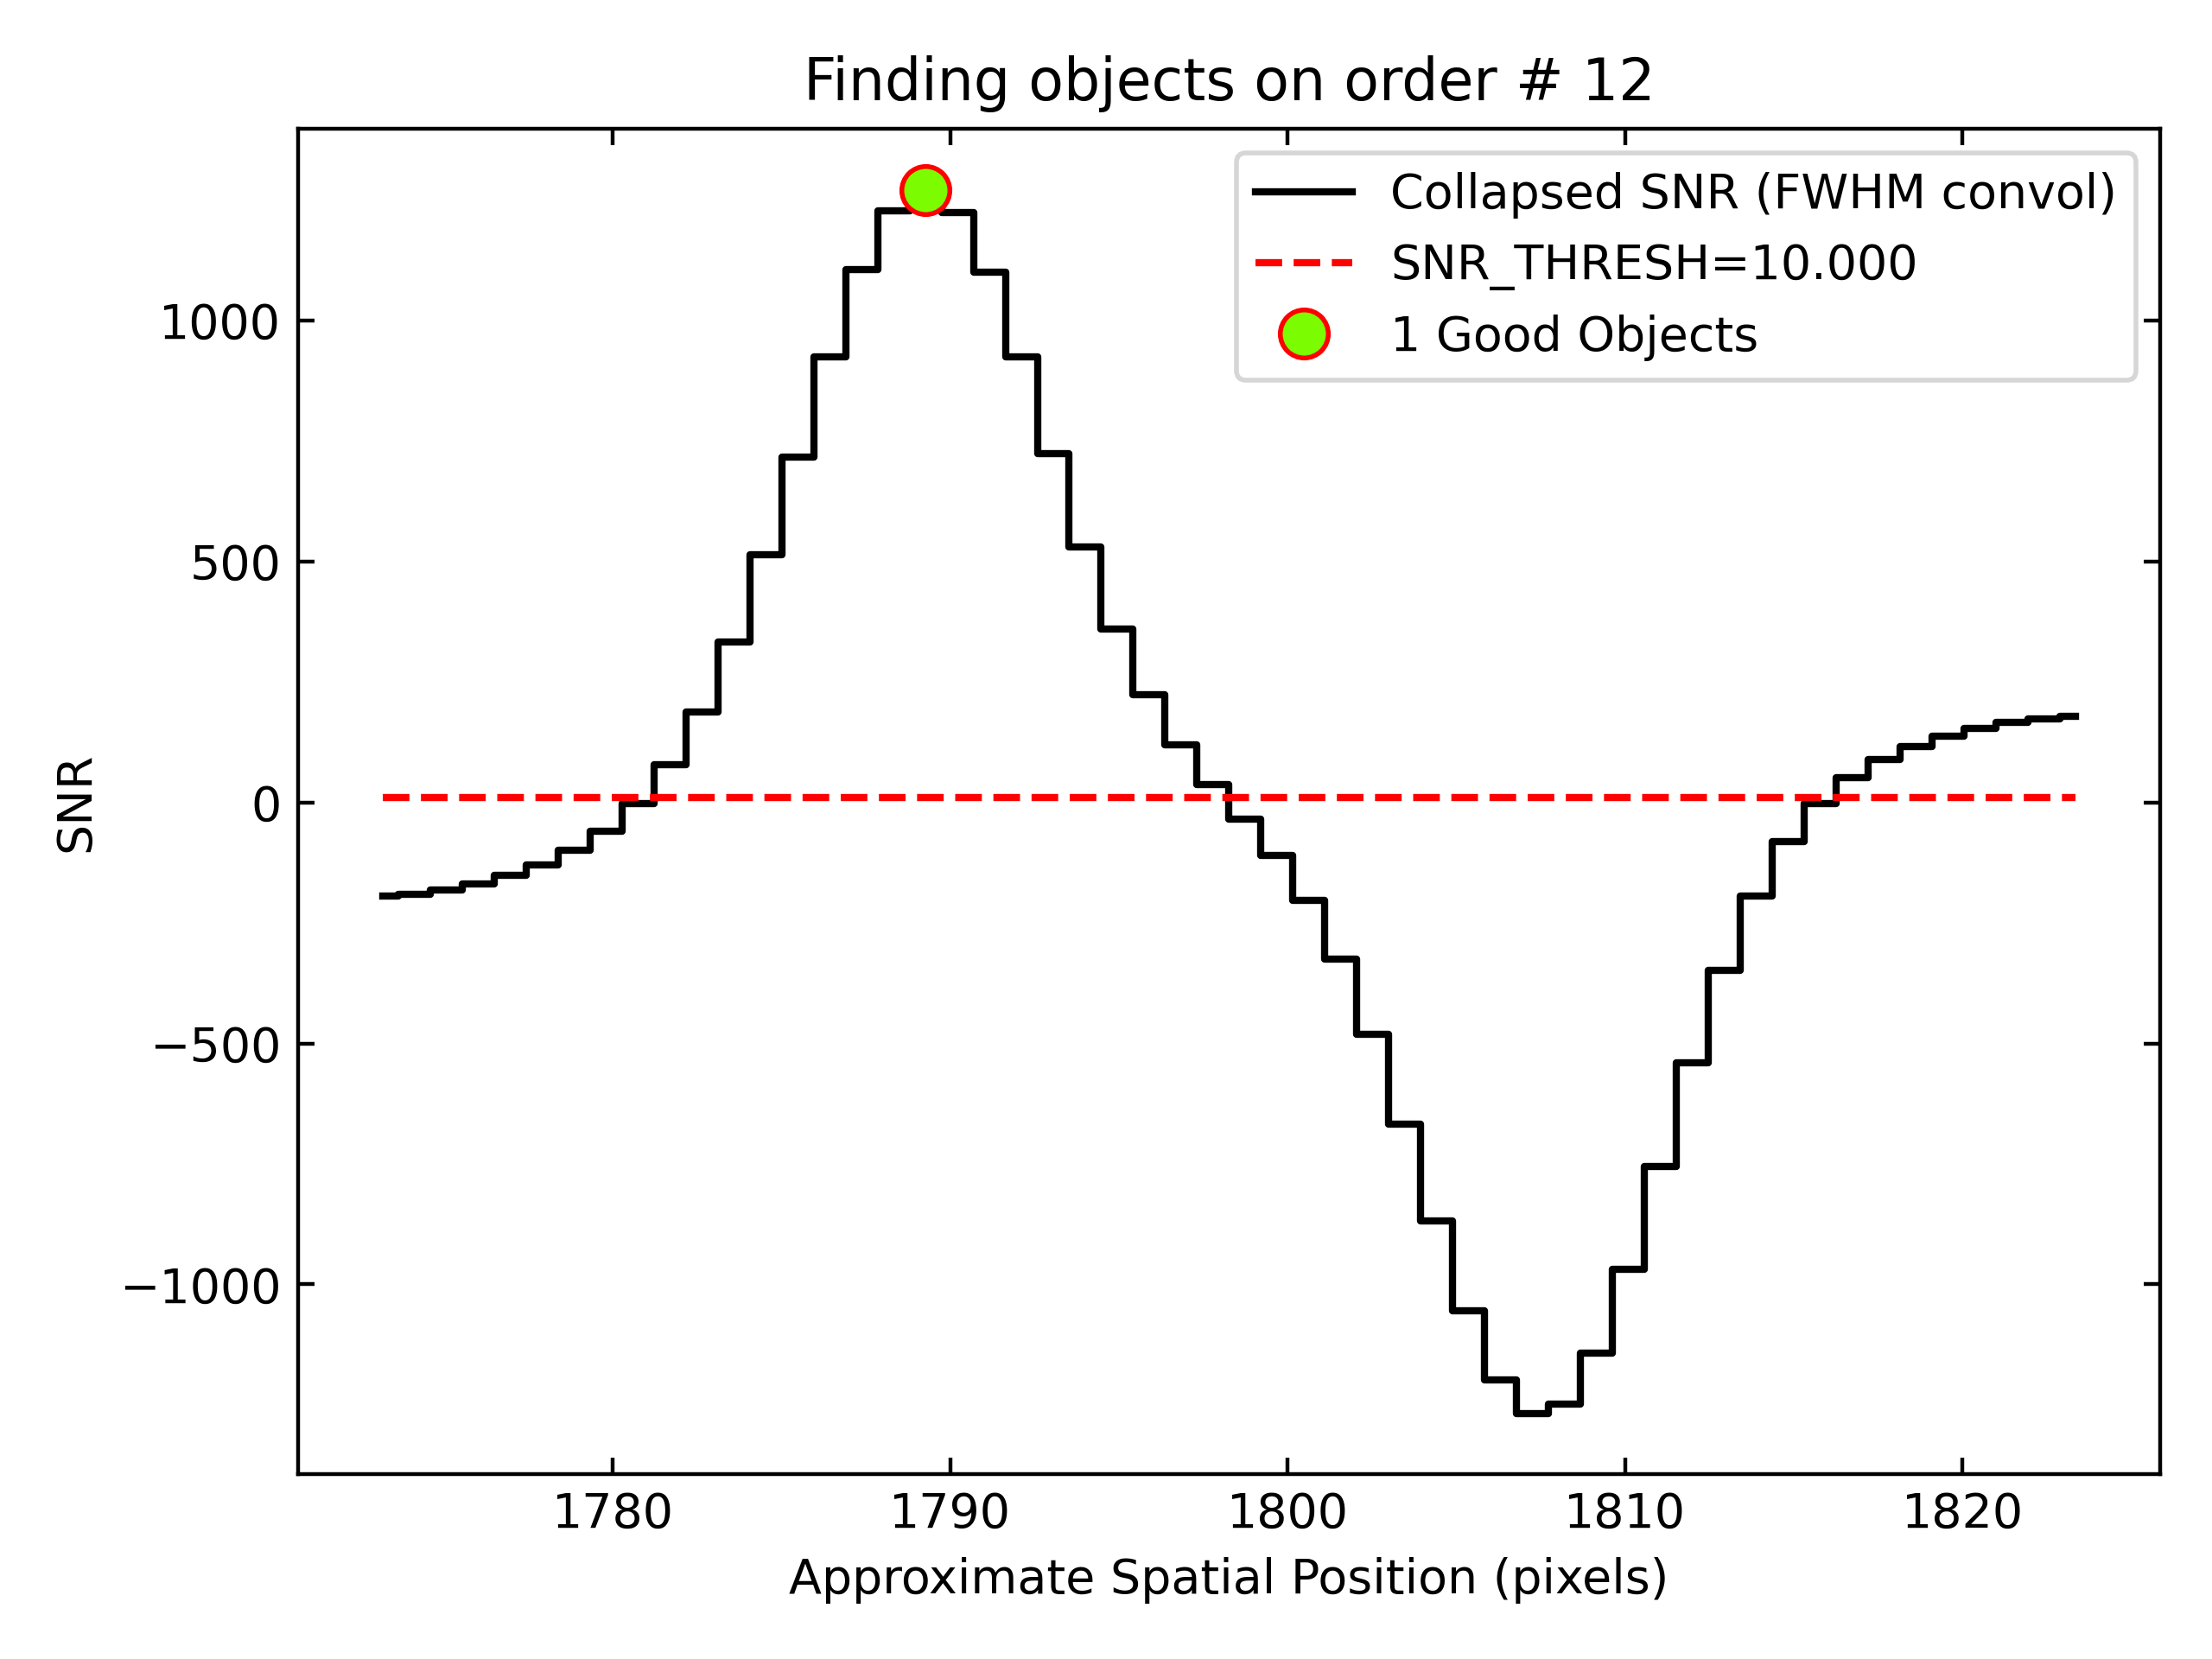 Finding objects on order # 12
Collapsed SNR (FWHM convol)
SNR_THRESH=10.000
1 Good Objects
SNR
1000
500
0
−500
−1000
1780 1790 1800 1810 1820
Approximate Spatial Position (pixels)